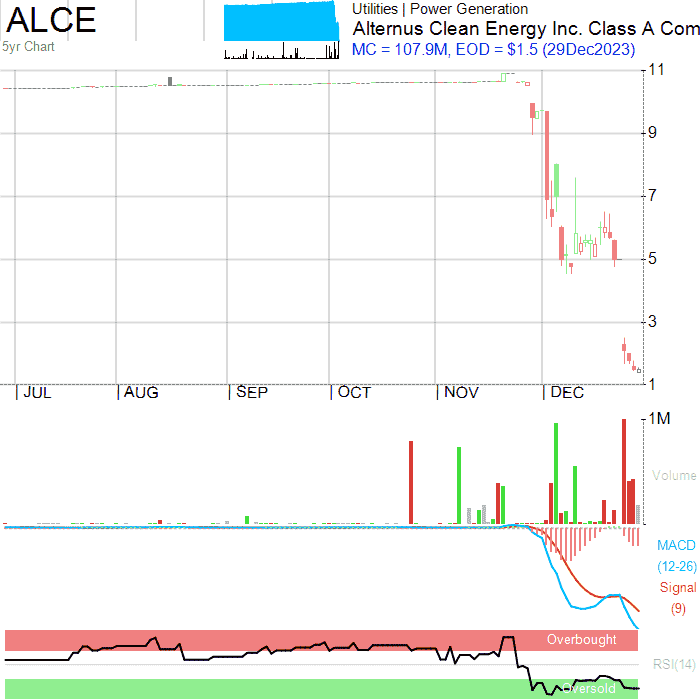 ALCE
5yr Chart
Utilities | Power Generation
Alternus Clean Energy Inc. Class A Com
MC = 107.9M, EOD = $1.5 (29Dec2023)
11
9
7
5
3
1
JUL
AUG
SEP
OCT
NOV
DEC
1M
Volume
MACD
(12-26)
Signal
(9)
Overbought
RSI(14)
Oversold